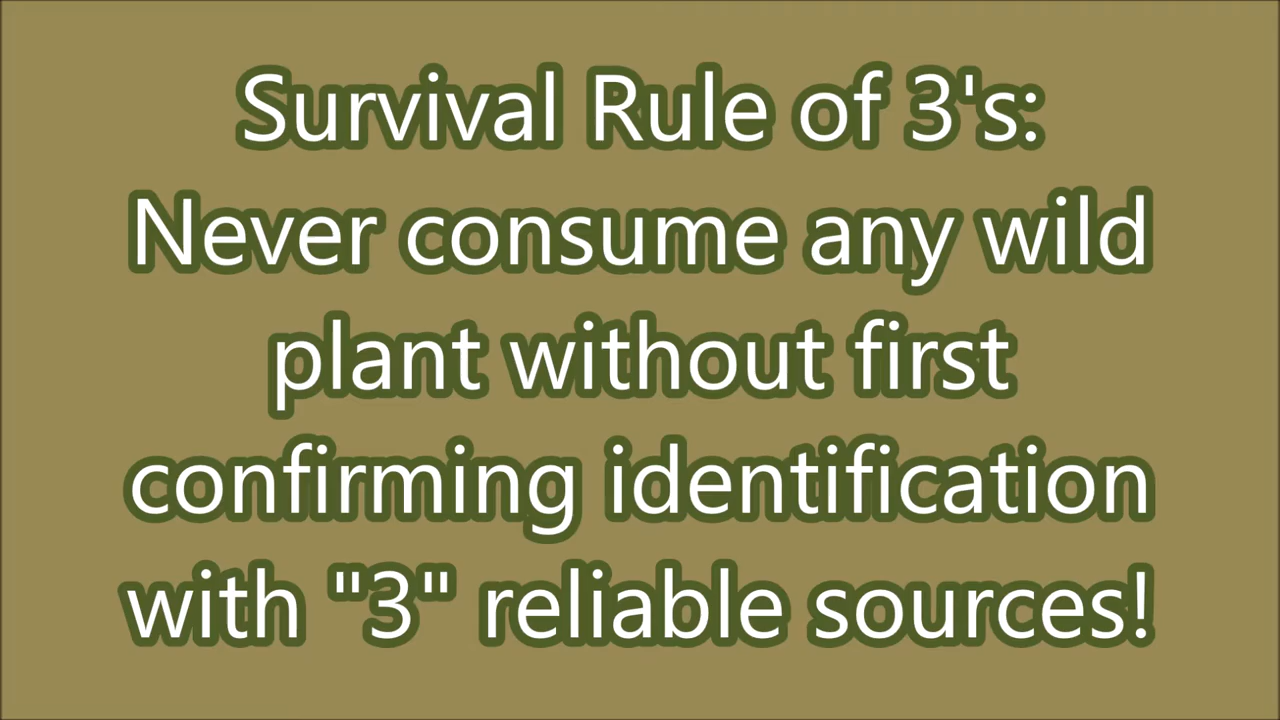 Survival Rule of 3's:
Never consume any wild
plant without first
confirming identification
with "3" reliable sources!